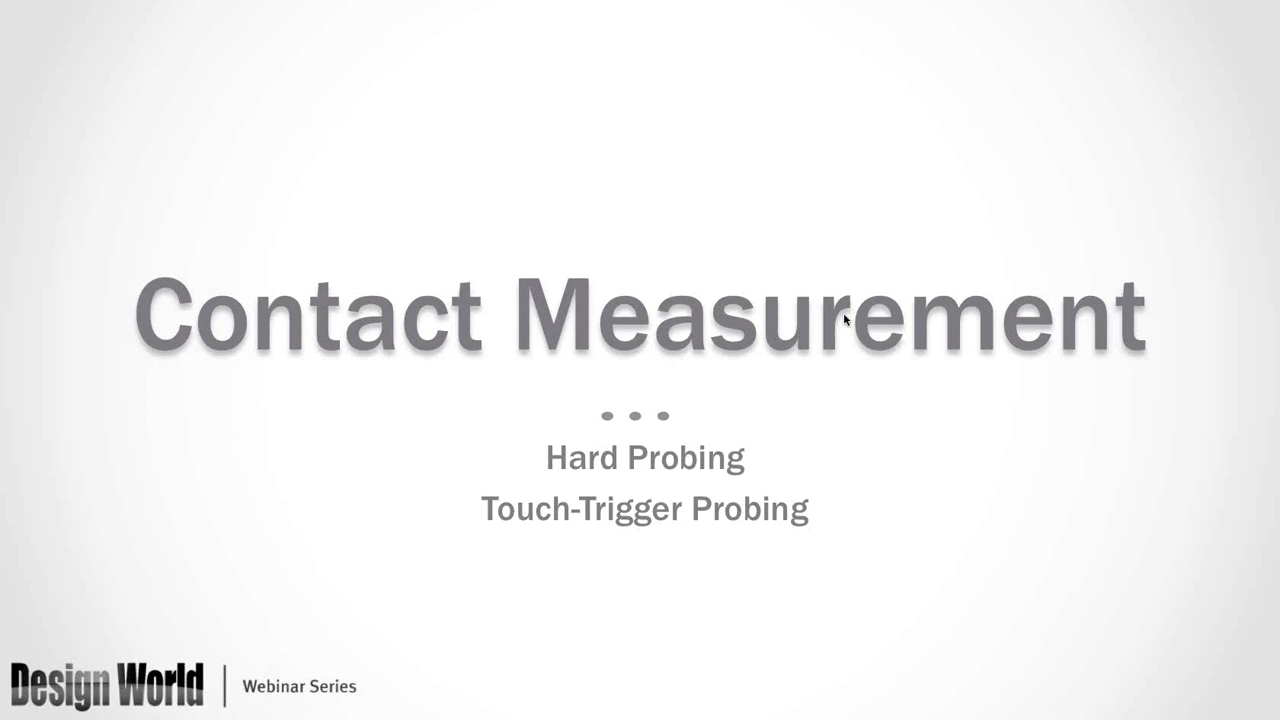 Contact Measurement
Hard Probing
Touch-Trigger Probing
Design World | Webinar Series